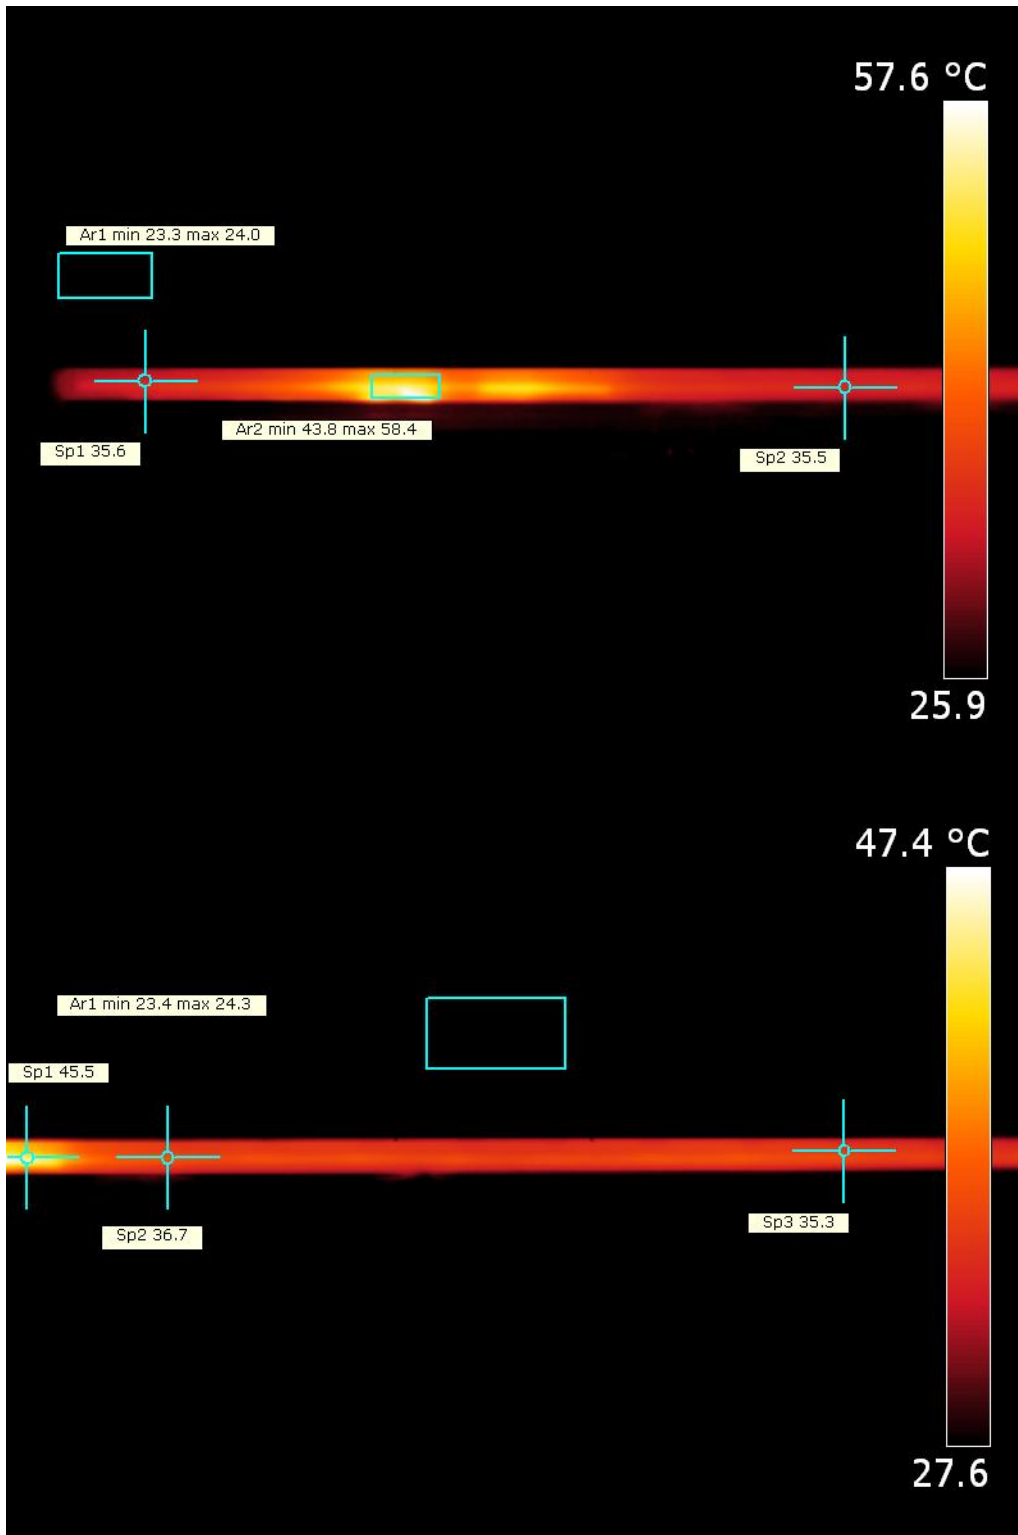 57.6 °C
Ar1 min 23.3 max 24.0
Ar2 min 43.8 max 58.4
Sp1 35.6
Sp2 35.5
25.9
47.4 °C
Ar1 min 23.4 max 24.3
Sp1 45.5
Sp3 35.3
Sp2 36.7
27.6